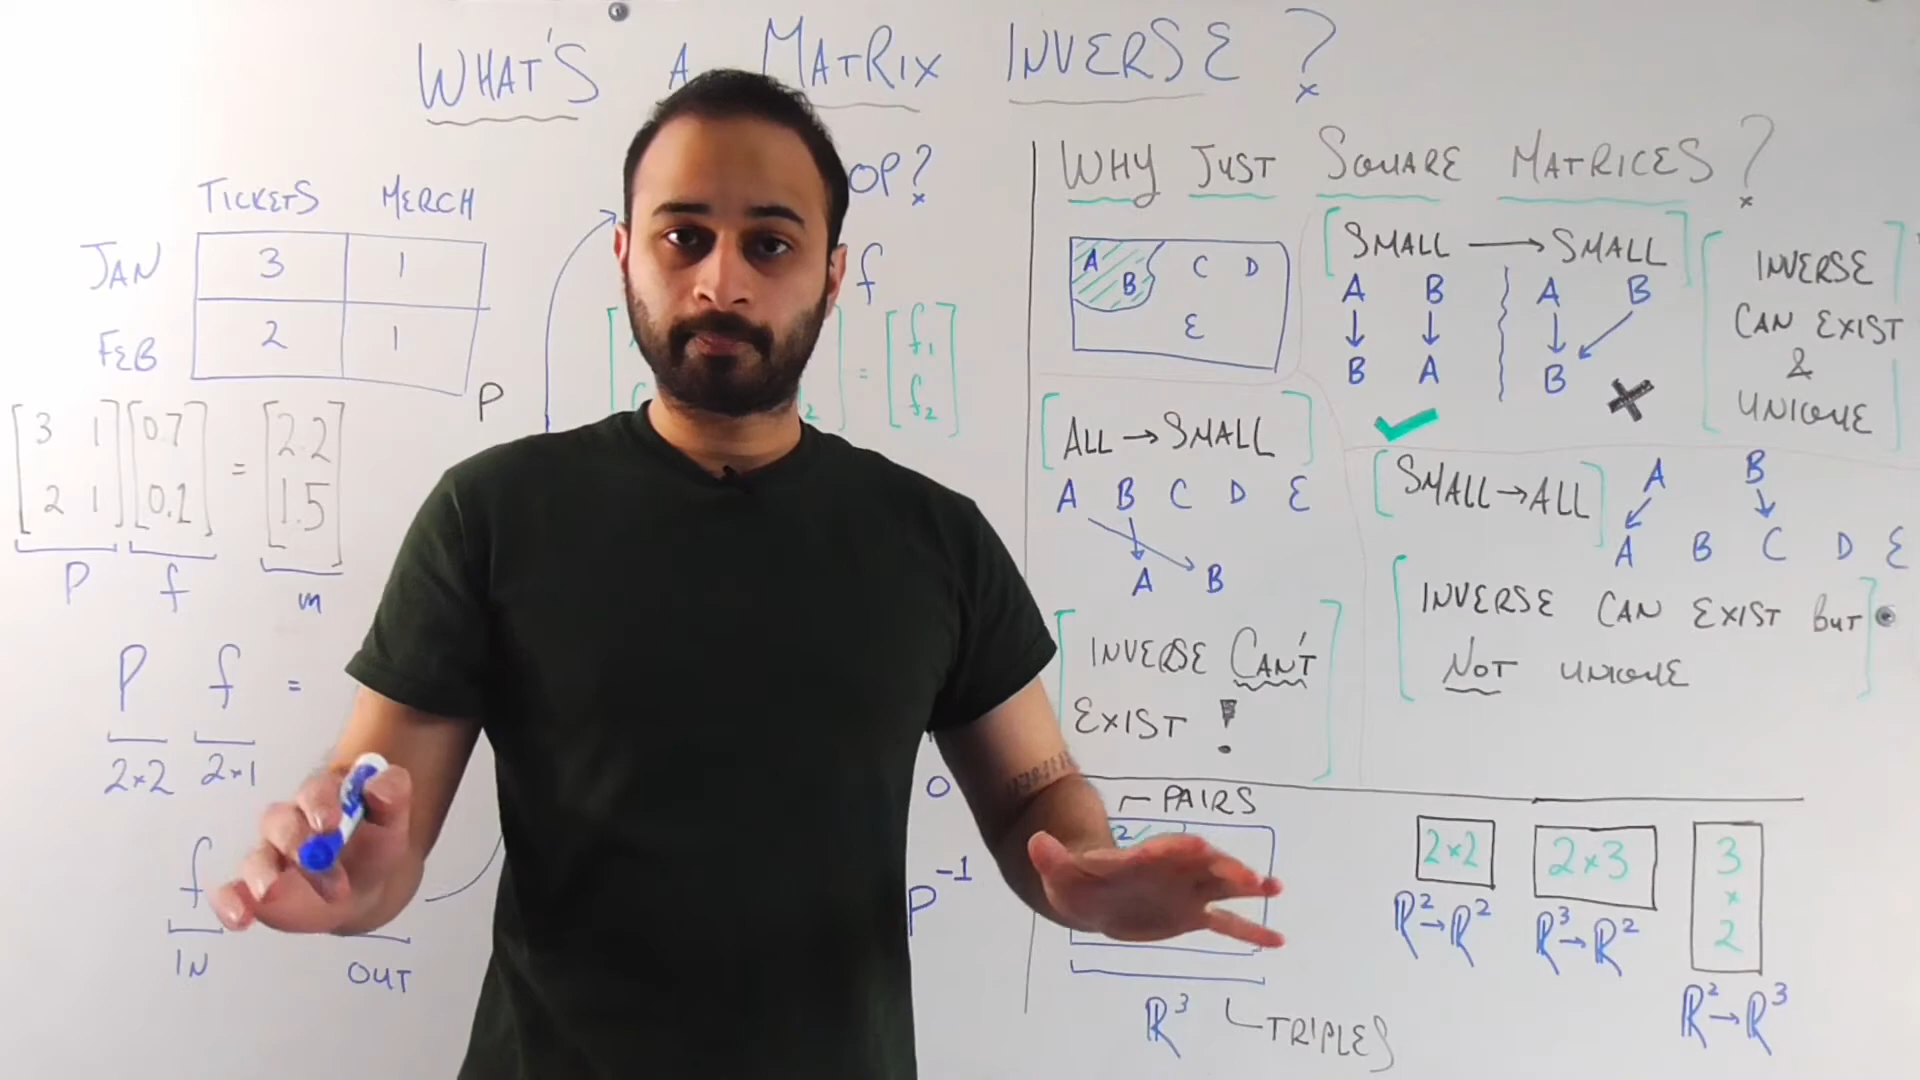 WHAT'S A MATRIX INVERSE ?
TICKETS MERCH
JAN 3 1
FEB 2 1
P
[3 1] [0.7] = [2.2]
[2 1] [0.1] [1.5]
P f m
P f =
2×2 2×1
f
IN OUT
OP?
f
= [f1]
[f2]
2
0
P⁻¹
WHY JUST SQUARE MATRICES ?
A B C D
E
SMALL → SMALL
A B A B
B A B
INVERSE
CAN EXIST
&
UNIQUE
ALL → SMALL
A B C D E
A B
INVERSE CAN'T
EXIST !
SMALL → ALL
A B
A B C D E
INVERSE CAN EXIST BUT
NOT UNIQUE
PAIRS
2
R³ TRIPLES
2×2 2×3 3×2
R² → R² R³ → R² R² → R³